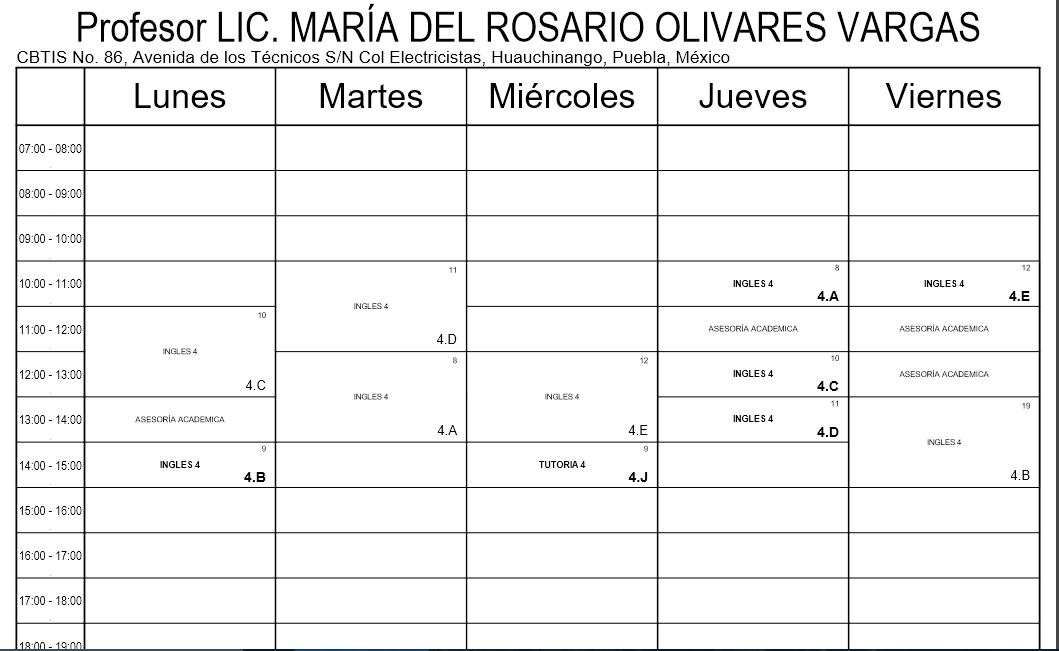 Profesor LIC. MARÍA DEL ROSARIO OLIVARES VARGAS
CBTIS No. 86, Avenida de los Técnicos S/N Col Electricistas, Huauchinango, Puebla, México
Lunes Martes Miércoles Jueves Viernes
07:00 - 08:00
08:00 - 09:00
09:00 - 10:00
11 8 12
10:00 - 11:00 INGLES 4 INGLES 4
4.A 4.E
INGLES 4
10
11:00 - 12:00 ASESORÍA ACADEMICA ASESORÍA ACADEMICA
4.D
INGLES 4
8 12 10
12:00 - 13:00 INGLES 4 ASESORÍA ACADEMICA
4.C 4.C
INGLES 4 INGLES 4
11 19
13:00 - 14:00 ASESORÍA ACADEMICA INGLES 4
4.A 4.E 4.D
INGLES 4
9 9
14:00 - 15:00 INGLES 4 TUTORIA 4
4.B 4.J 4.B
15:00 - 16:00
16:00 - 17:00
17:00 - 18:00
18:00 - 19:00